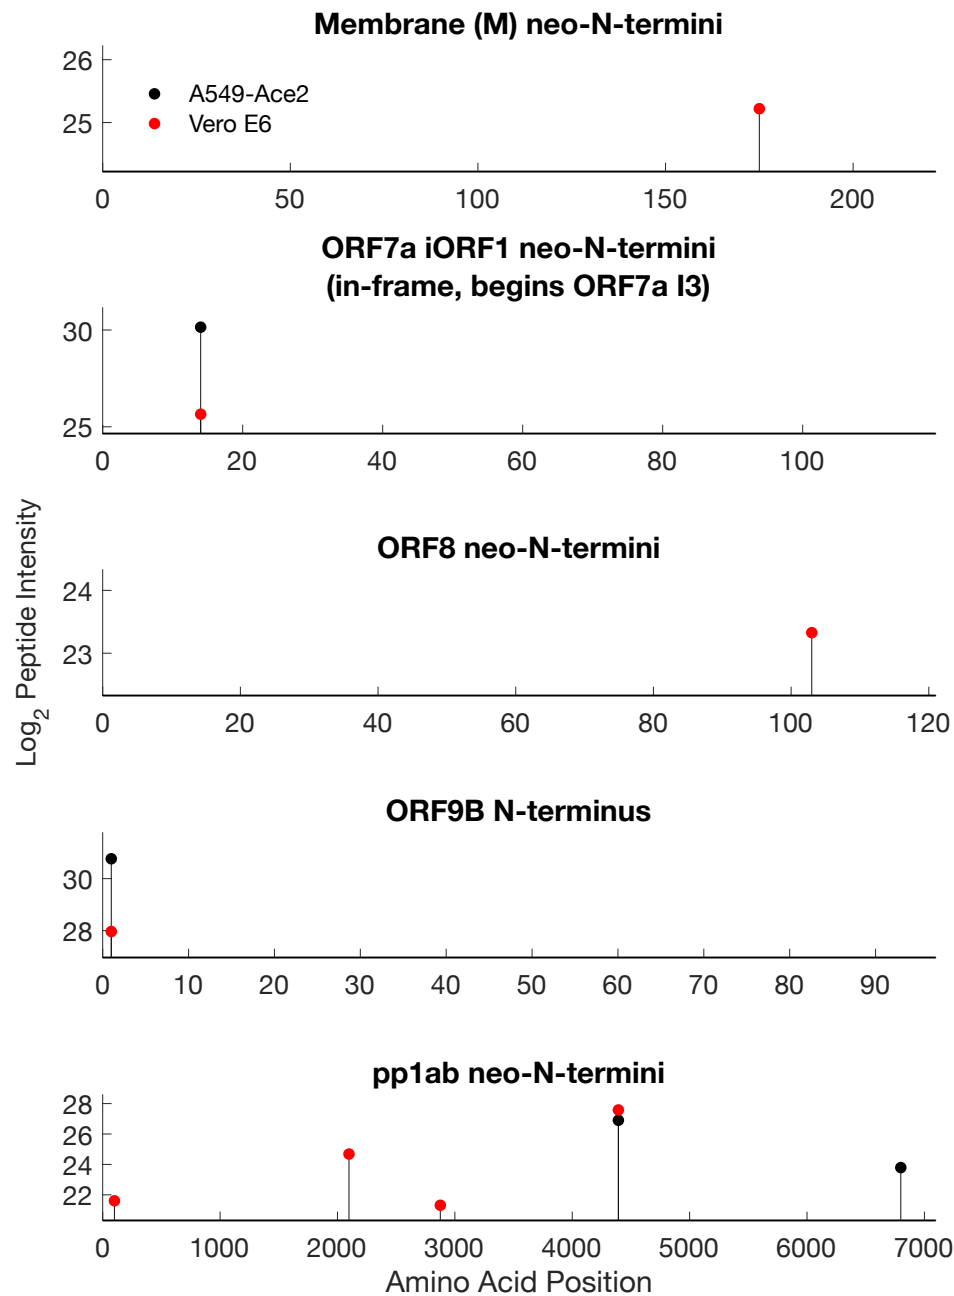 Membrane (M) neo-N-termini
26
25
A549-Ace2
Vero E6
0 50 100 150 200
ORF7a iORF1 neo-N-termini
(in-frame, begins ORF7a I3)
30
25
0 20 40 60 80 100
ORF8 neo-N-termini
24
23
0 20 40 60 80 100 120
Log2 Peptide Intensity
ORF9B N-terminus
30
28
0 10 20 30 40 50 60 70 80 90
pp1ab neo-N-termini
28
26
24
22
0 1000 2000 3000 4000 5000 6000 7000
Amino Acid Position